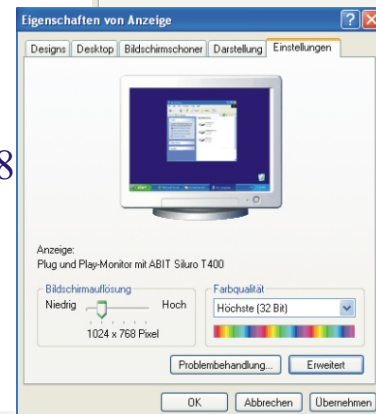 Eigenschaften von Anzeige
Designs Desktop Bildschirmschoner Darstellung Einstellungen
8
Anzeige:
Plug und Play-Monitor mit ABIT Siluro T400
Bildschirmauflösung Farbqualität
Niedrig Hoch Höchste (32 Bit)
1024 x 768 Pixel
Problembehandlung... Erweitert
OK Abbrechen Übernehmen